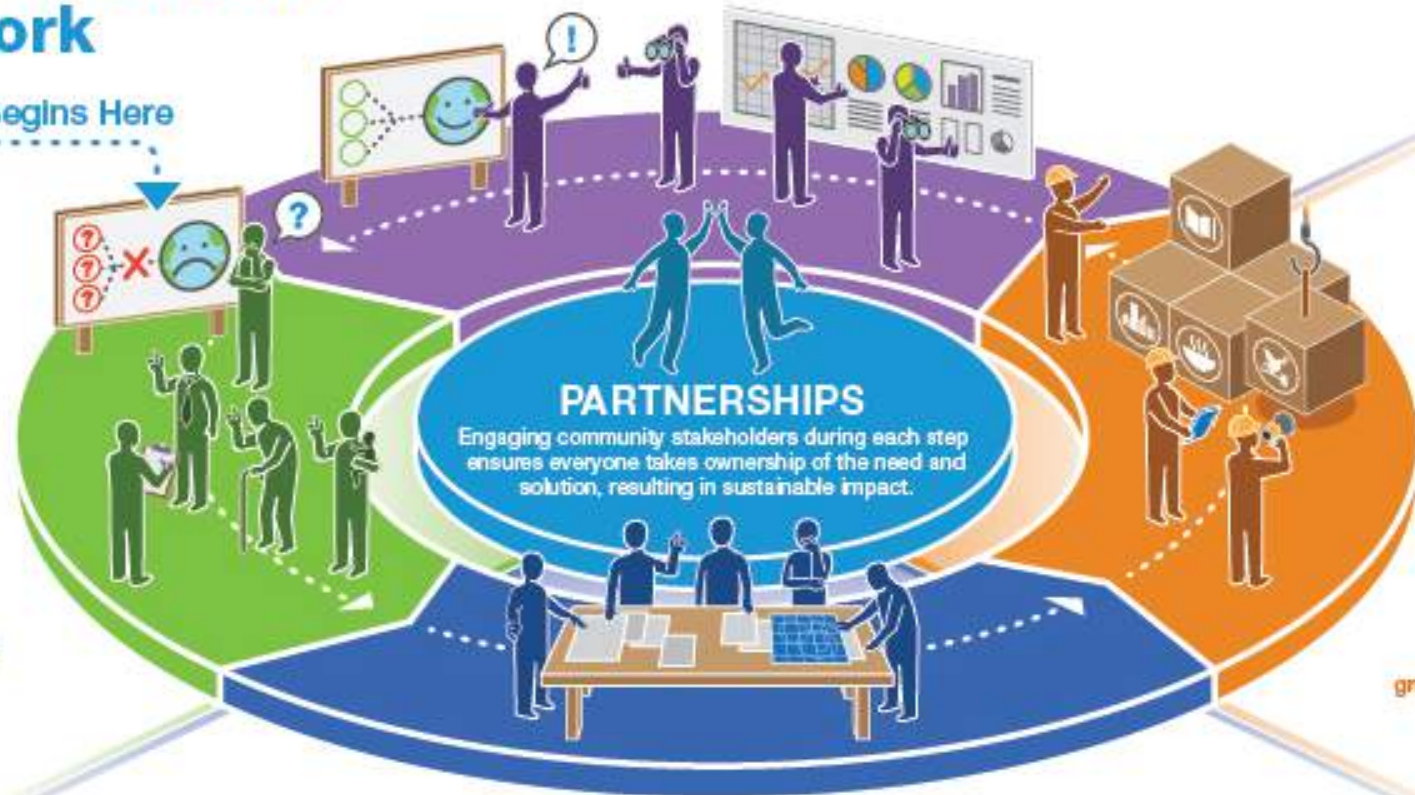 ork
egins Here
!
?
?
?
?
PARTNERSHIPS
Engaging community stakeholders during each step
ensures everyone takes ownership of the need and
solution, resulting in sustainable impact.
gr